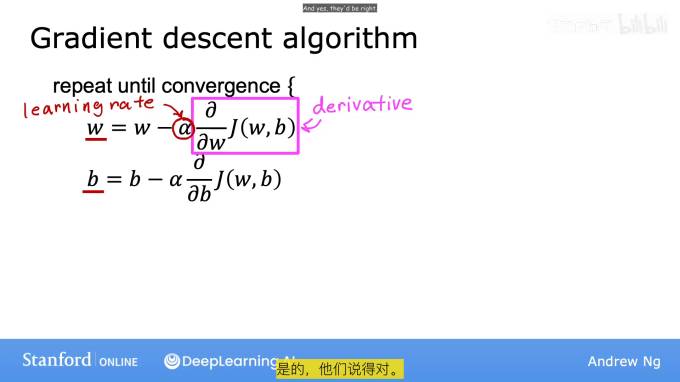 And yes, they'd be right
bilibili
Gradient descent algorithm
repeat until convergence {
learning rate
derivative
w = w − α ∂/∂w J(w, b)
b = b − α ∂/∂b J(w, b)
Stanford | ONLINE DeepLearning.AI Andrew Ng
是的，他们说得对。